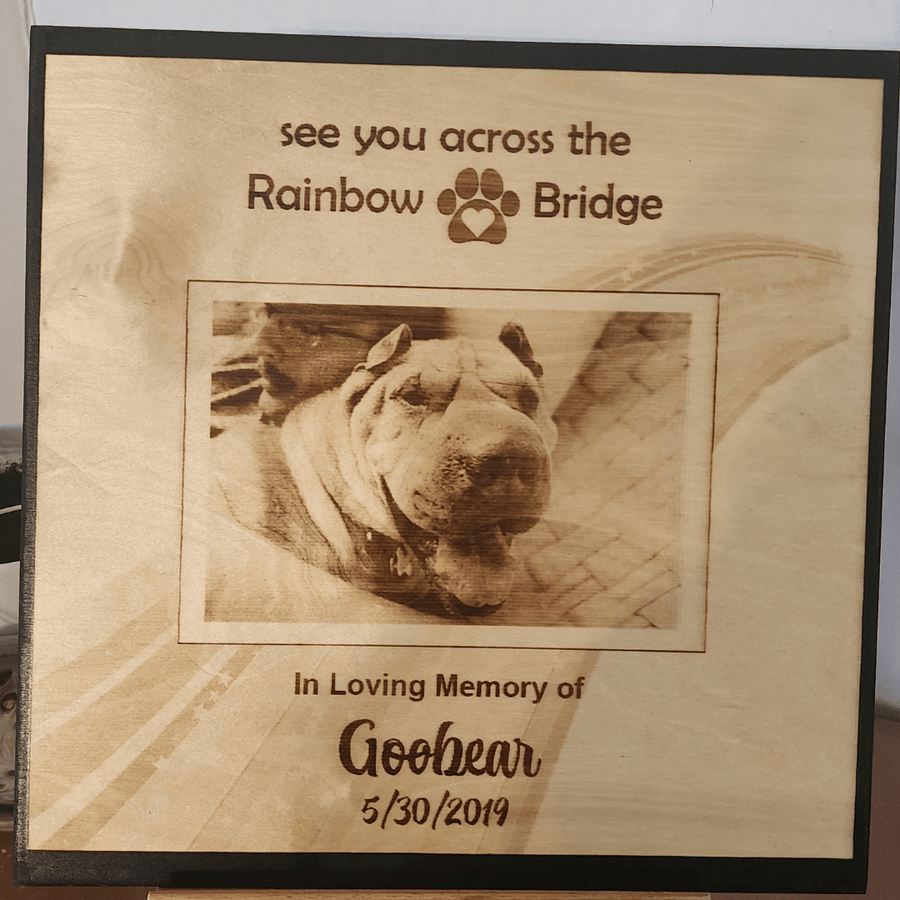 see you across the
Rainbow Bridge
In Loving Memory of
Goobear
5/30/2019